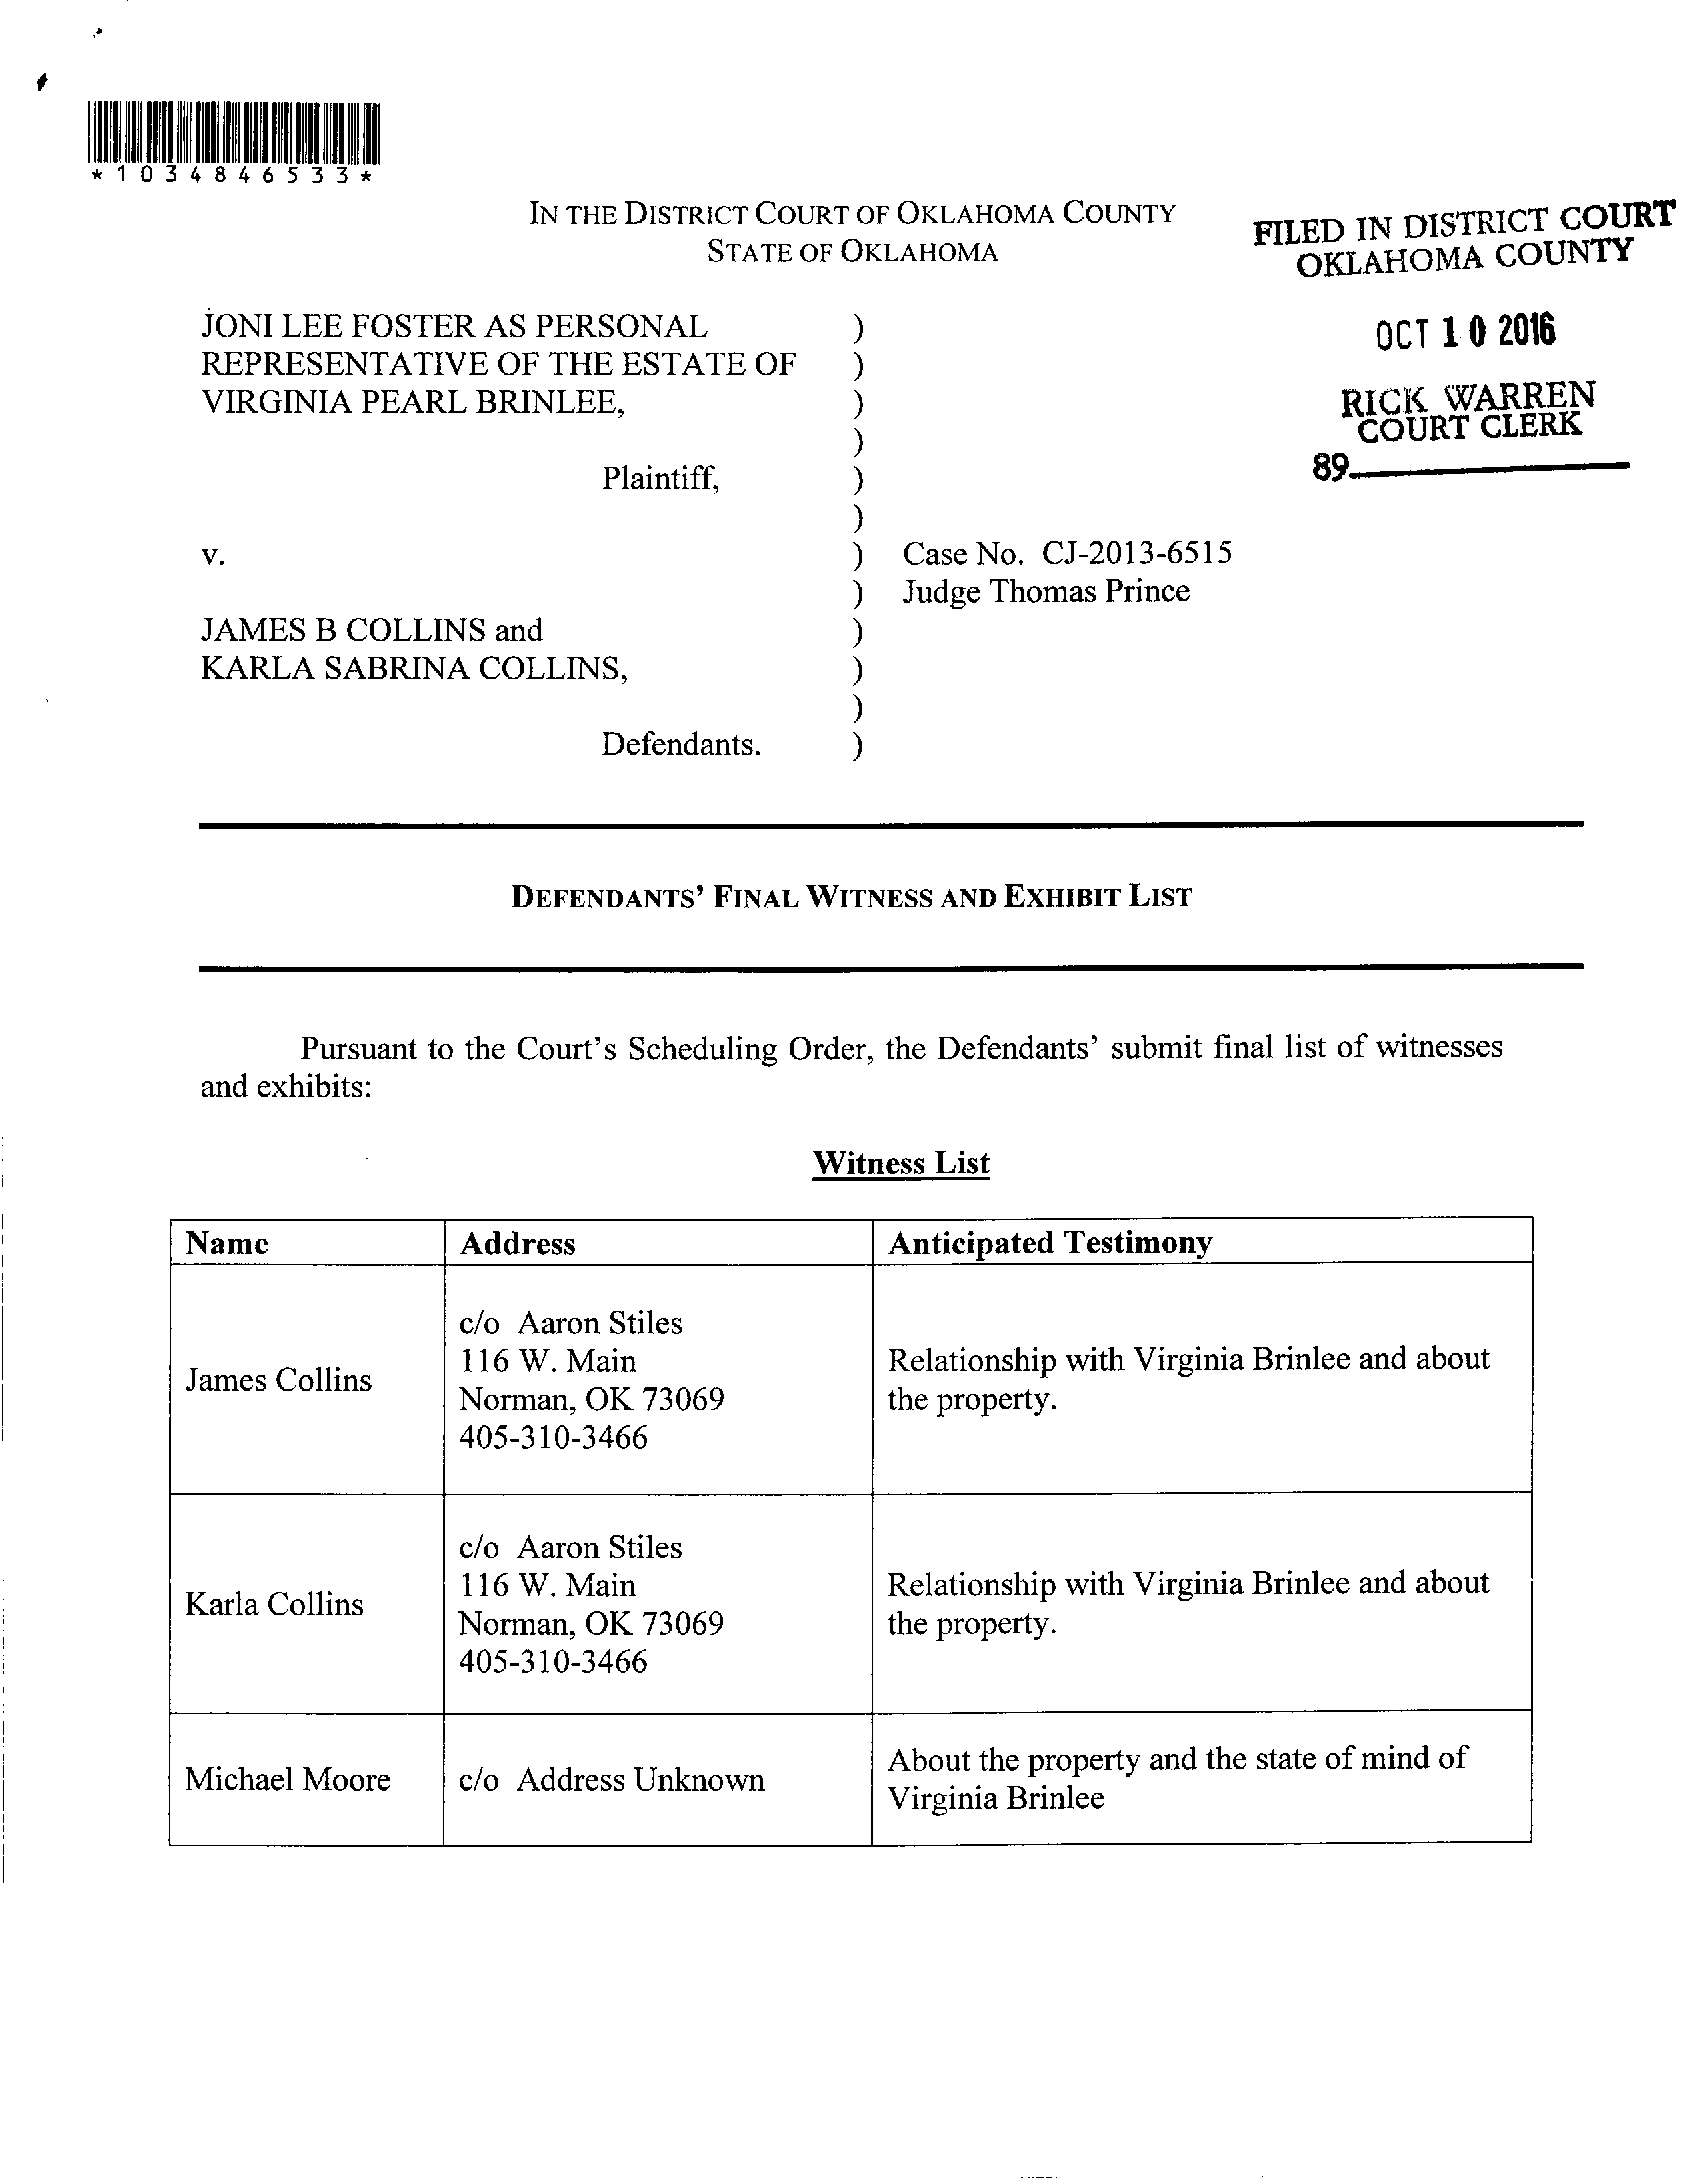 *1034846533*
IN THE DISTRICT COURT OF OKLAHOMA COUNTY
STATE OF OKLAHOMA
FILED IN DISTRICT COURT
OKLAHOMA COUNTY
OCT 10 2016
RICK WARREN
COURT CLERK
89
JONI LEE FOSTER AS PERSONAL )
REPRESENTATIVE OF THE ESTATE OF )
VIRGINIA PEARL BRINLEE, )
)
Plaintiff, )
)
v. ) Case No. CJ-2013-6515
) Judge Thomas Prince
JAMES B COLLINS and )
KARLA SABRINA COLLINS, )
)
Defendants. )
DEFENDANTS' FINAL WITNESS AND EXHIBIT LIST
Pursuant to the Court's Scheduling Order, the Defendants' submit final list of witnesses
and exhibits:
Witness List
Name Address Anticipated Testimony
James Collins
c/o Aaron Stiles
116 W. Main
Norman, OK 73069
405-310-3466
Relationship with Virginia Brinlee and about
the property.
Karla Collins
c/o Aaron Stiles
116 W. Main
Norman, OK 73069
405-310-3466
Relationship with Virginia Brinlee and about
the property.
Michael Moore
c/o Address Unknown
About the property and the state of mind of
Virginia Brinlee